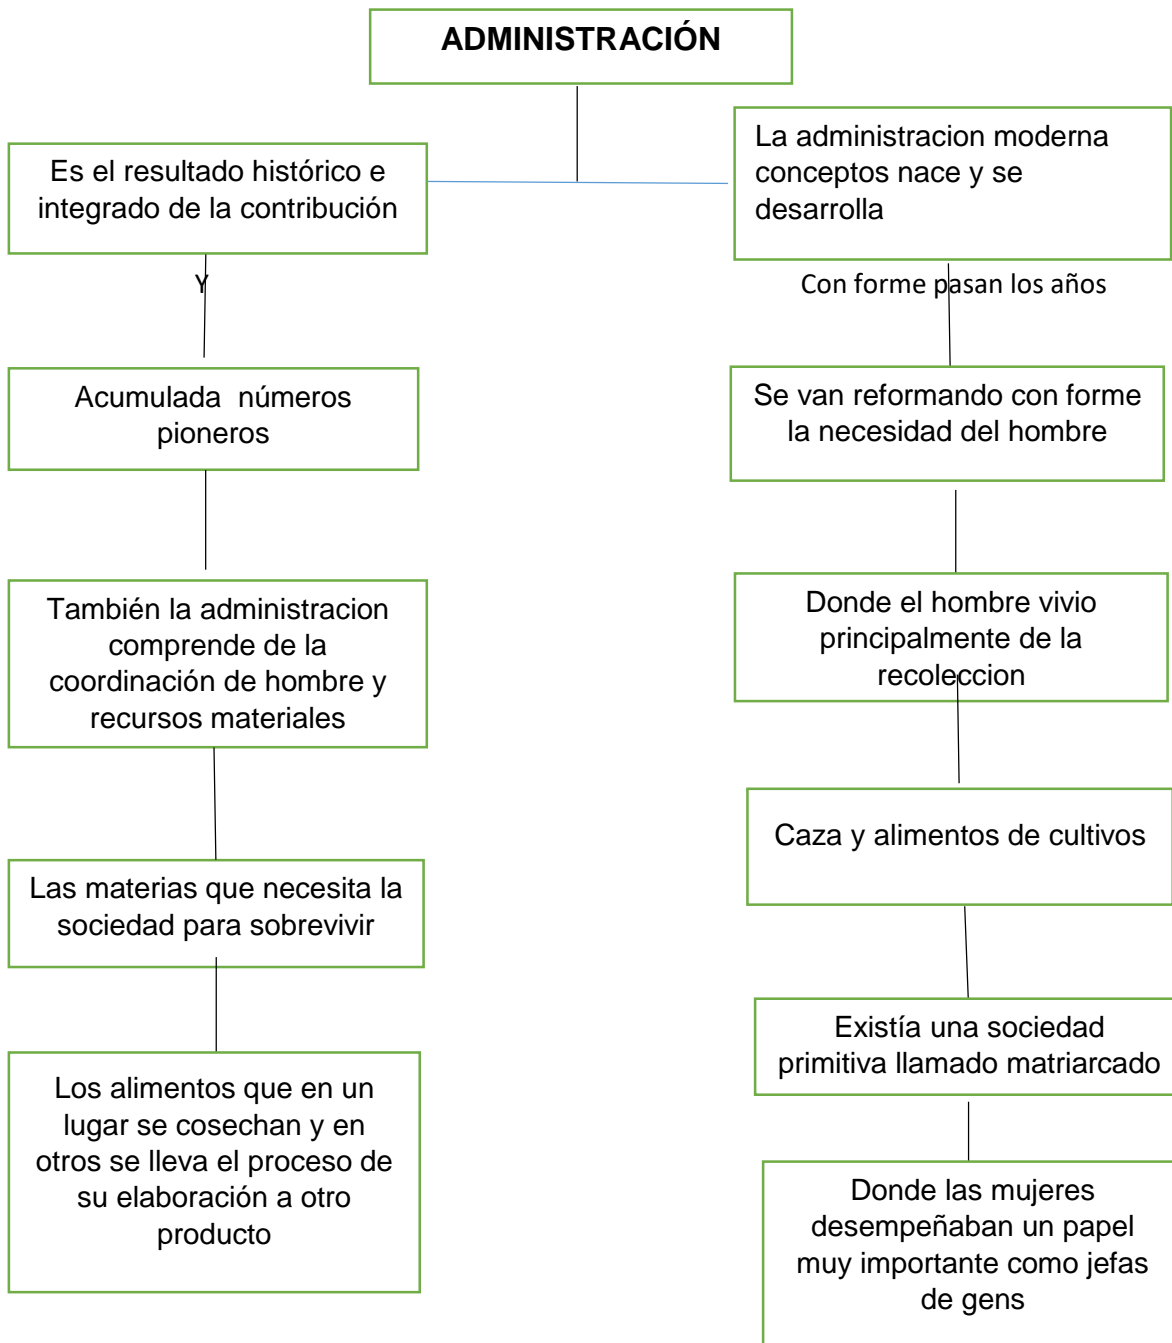 ADMINISTRACIÓN
Es el resultado histórico e
integrado de la contribución
Y
Acumulada  números
pioneros
También la administracion
comprende de la
coordinación de hombre y
recursos materiales
Las materias que necesita la
sociedad para sobrevivir
Los alimentos que en un
lugar se cosechan y en
otros se lleva el proceso de
su elaboración a otro
producto
La administracion moderna
conceptos nace y se
desarrolla
Con forme pasan los años
Se van reformando con forme
la necesidad del hombre
Donde el hombre vivio
principalmente de la
recoleccion
Caza y alimentos de cultivos
Existía una sociedad
primitiva llamado matriarcado
Donde las mujeres
desempeñaban un papel
muy importante como jefas
de gens